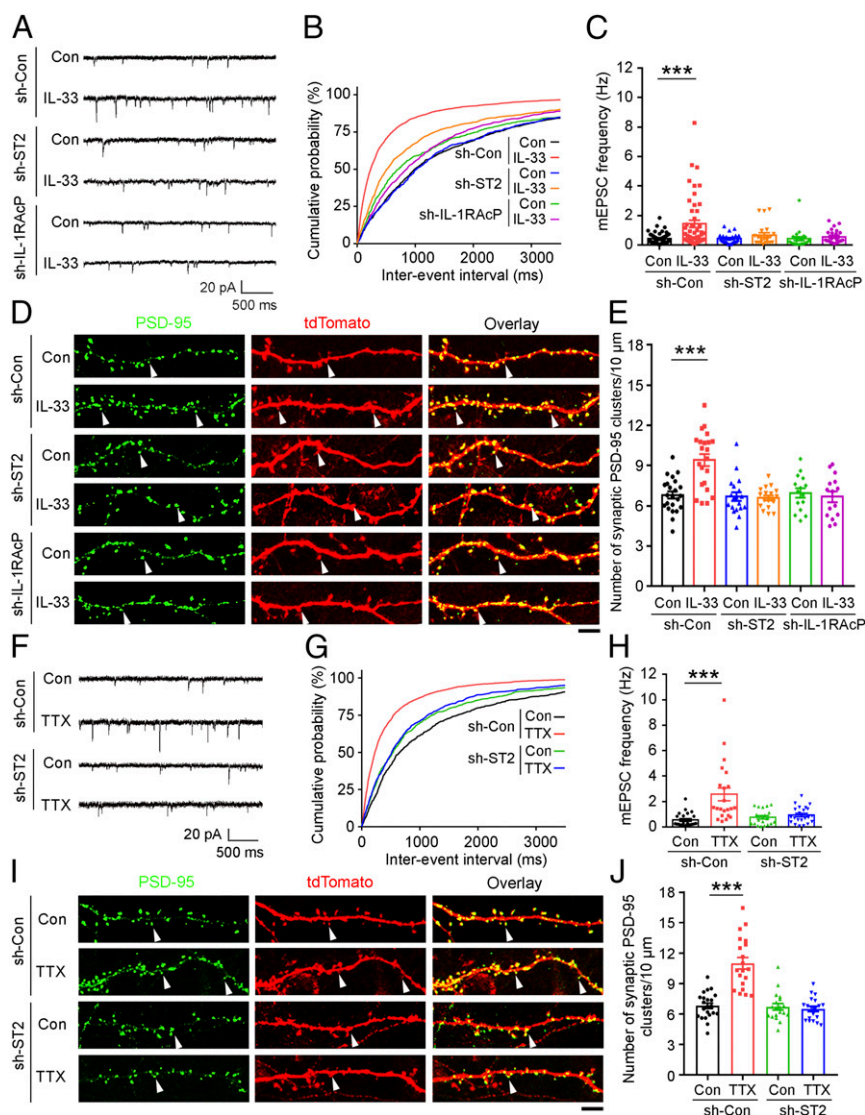 A
sh-Con
Con
IL-33
sh-ST2
Con
IL-33
sh-IL-1RAcP
Con
IL-33
20 pA
500 ms
B
Cumulative probability (%)
100
75
50
25
0
0 1000 2000 3000
Inter-event interval (ms)
sh-Con Con
IL-33
sh-ST2 Con
IL-33
sh-IL-1RAcP Con
IL-33
C
mEPSC frequency (Hz)
12
10
8
6
4
2
0
***
Con IL-33 Con IL-33 Con IL-33
sh-Con sh-ST2 sh-IL-1RAcP
D
PSD-95 tdTomato Overlay
sh-Con
Con
IL-33
sh-ST2
Con
IL-33
sh-IL-1RAcP
Con
IL-33
E
Number of synaptic PSD-95 clusters/10 μm
18
15
12
9
6
3
0
***
Con IL-33 Con IL-33 Con IL-33
sh-Con sh-ST2 sh-IL-1RAcP
F
sh-Con
Con
TTX
sh-ST2
Con
TTX
20 pA
500 ms
G
Cumulative probability (%)
100
75
50
25
0
0 1000 2000 3000
Inter-event interval (ms)
sh-Con Con
TTX
sh-ST2 Con
TTX
H
mEPSC frequency (Hz)
12
10
8
6
4
2
0
***
Con TTX Con TTX
sh-Con sh-ST2
I
PSD-95 tdTomato Overlay
sh-Con
Con
TTX
sh-ST2
Con
TTX
J
Number of synaptic PSD-95
clusters/10 μm
18
15
12
9
6
3
0
***
Con TTX Con TTX
sh-Con sh-ST2